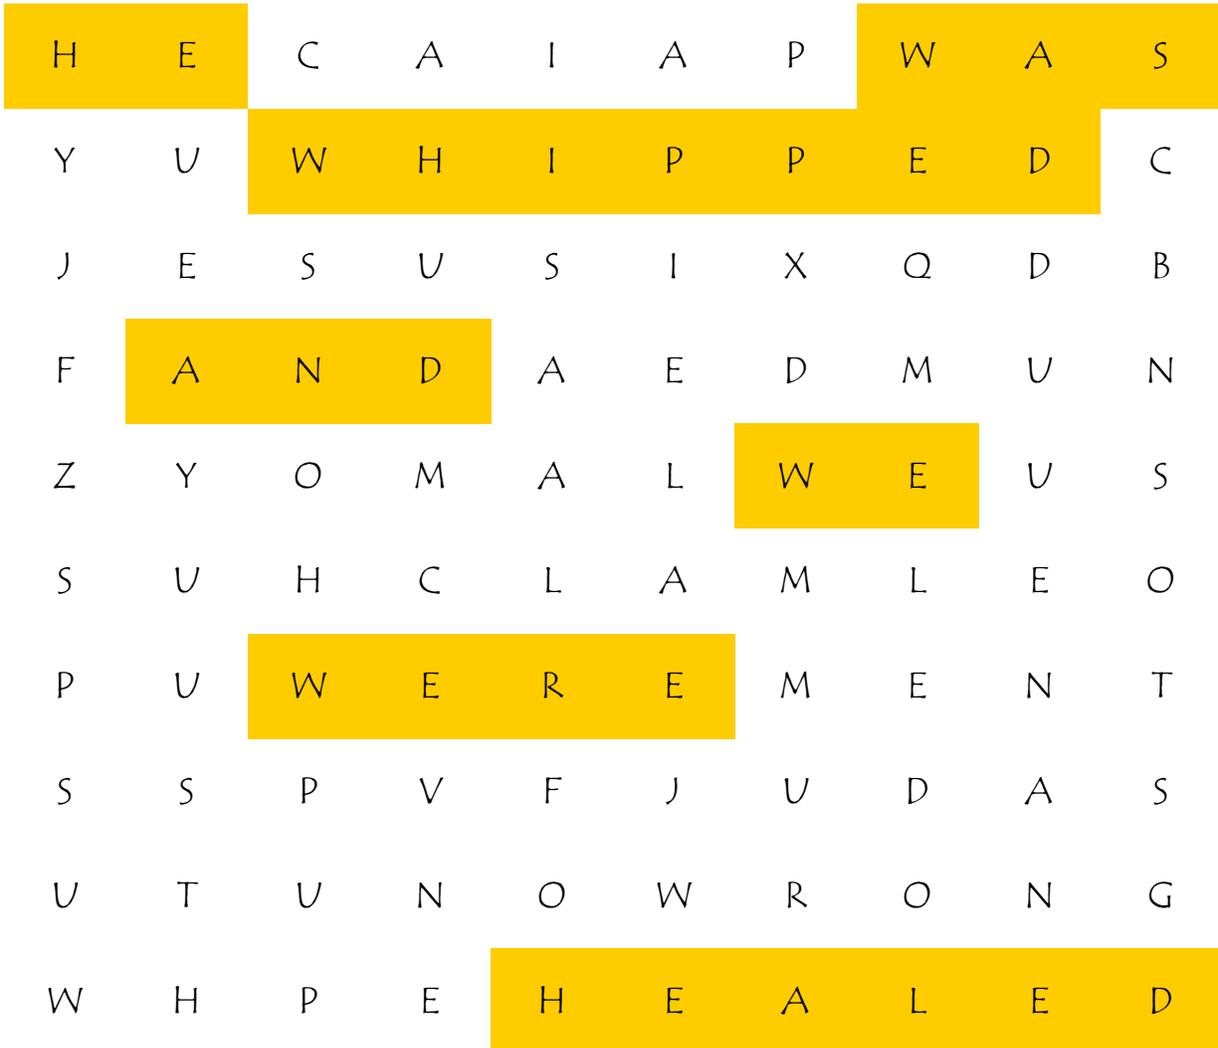 H E C A I A P W A S
Y U W H I P P E D C
J E S U S I X Q D B
F A N D A E D M U N
Z Y O M A L W E U S
S U H C L A M L E O
P U W E R E M E N T
S S P V F J U D A S
U T U N O W R O N G
W H P E H E A L E D